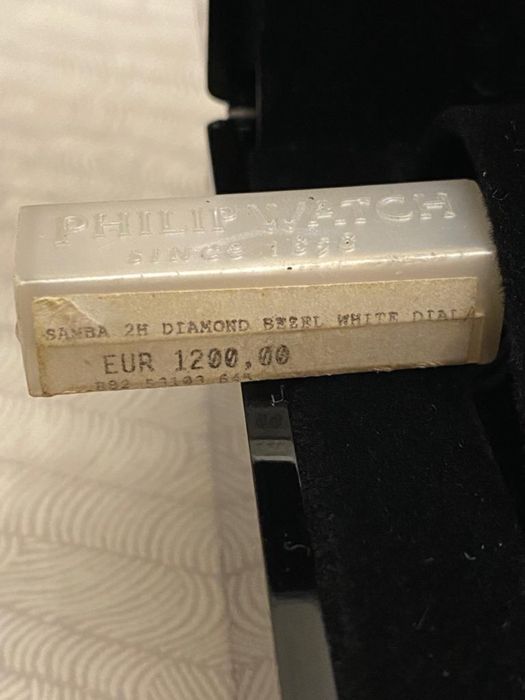 PHILIP WATCH
SINCE 1858
SAMBA 2H DIAMOND BEZEL WHITE DIAL
EUR 1200,00